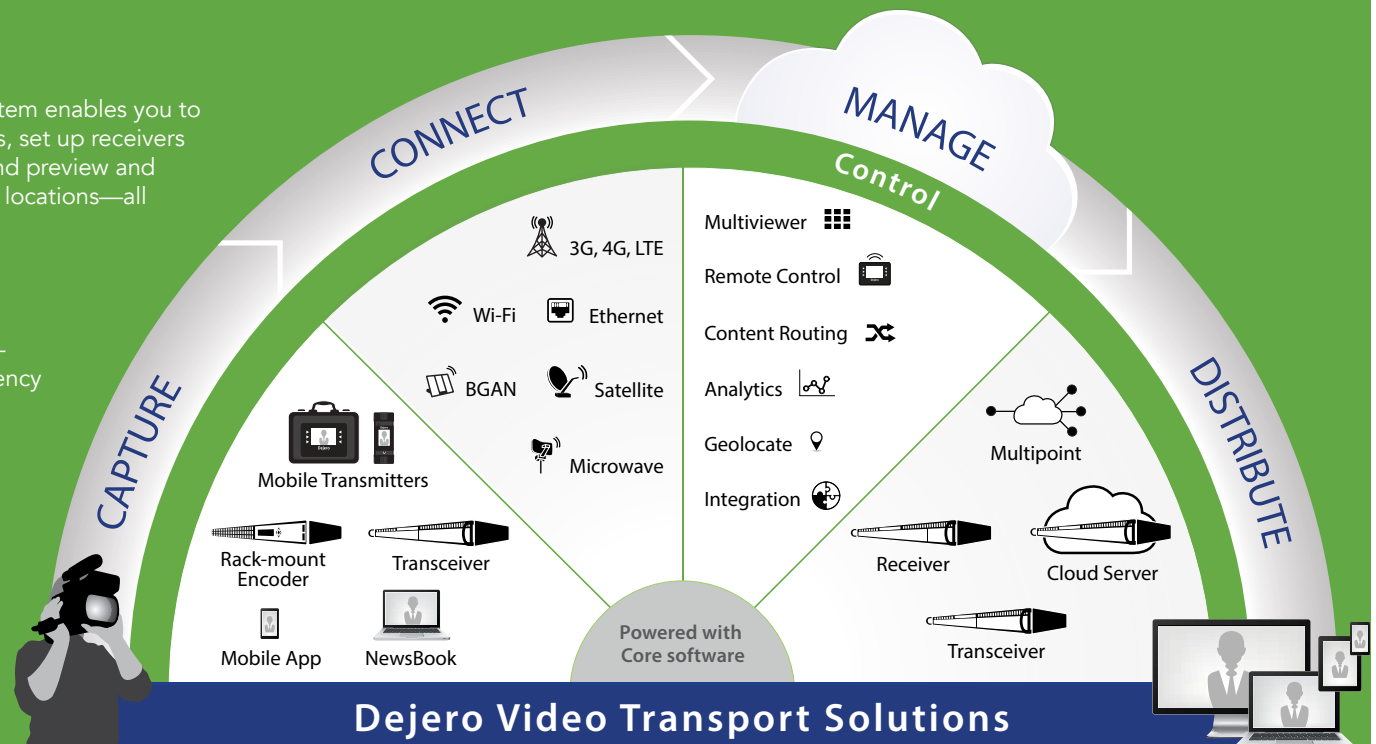 tem enables you to
s, set up receivers
nd preview and
locations—all
–
ency
CAPTURE
CONNECT
MANAGE
DISTRIBUTE
Control
Mobile Transmitters
Rack-mount
Encoder
Transceiver
Mobile App
NewsBook
3G, 4G, LTE
Wi-Fi
Ethernet
BGAN
Satellite
Microwave
Multiviewer
Remote Control
Content Routing
Analytics
Geolocate
Integration
Multipoint
Receiver
Cloud Server
Transceiver
Powered with
Core software
Dejero Video Transport Solutions